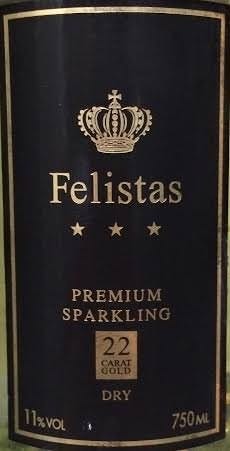 Felistas
PREMIUM
SPARKLING
22
CARAT
GOLD
DRY
11%VOL 750ML